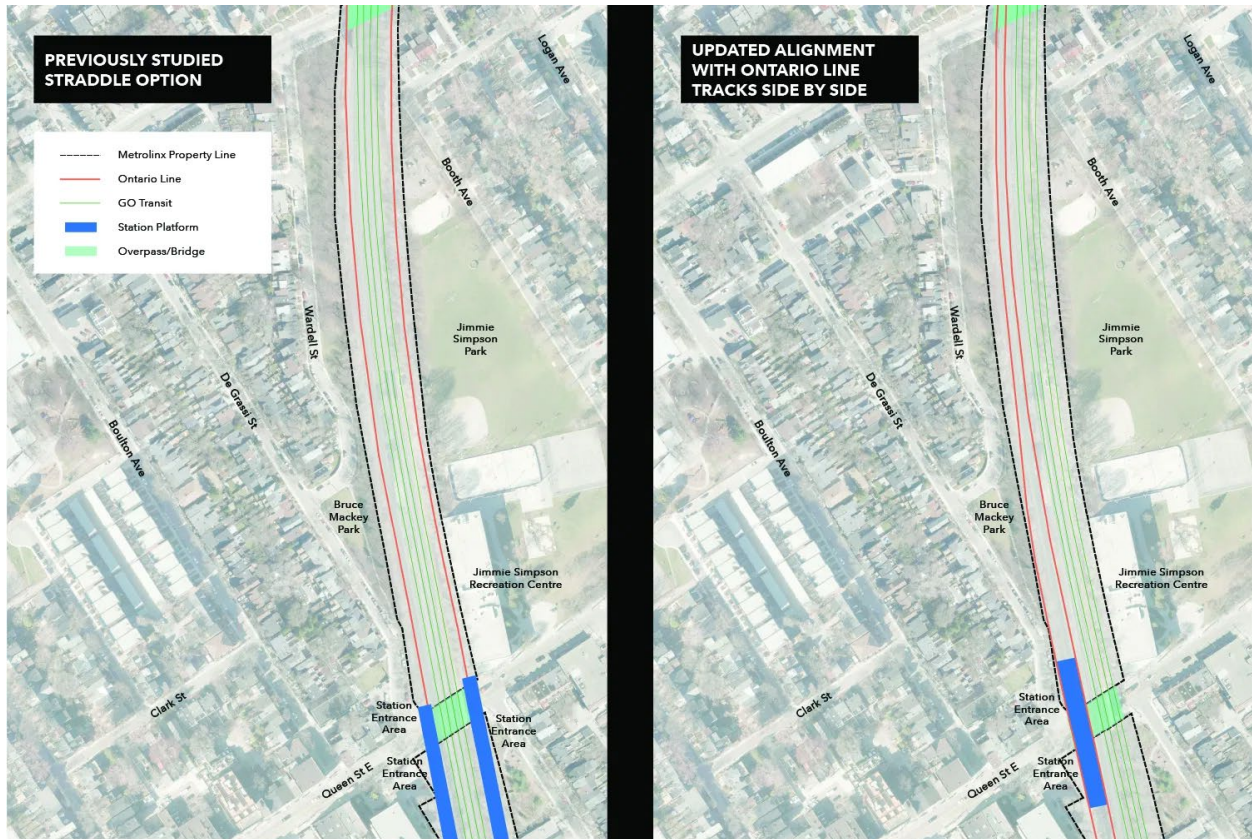 PREVIOUSLY STUDIED
STRADDLE OPTION
Metrolinx Property Line
Ontario Line
GO Transit
Station Platform
Overpass/Bridge
Logan Ave
Booth Ave
Wardell St
Jimmie
Simpson
Park
De Grassi St
Boulton Ave
Bruce
Mackey
Park
Jimmie Simpson
Recreation Centre
Clark St
Station
Entrance
Area
Station
Entrance
Area
Station
Entrance
Area
Queen St E
UPDATED ALIGNMENT
WITH ONTARIO LINE
TRACKS SIDE BY SIDE
Logan Ave
Booth Ave
Wardell St
Jimmie
Simpson
Park
De Grassi St
Boulton Ave
Bruce
Mackey
Park
Jimmie Simpson
Recreation Centre
Clark St
Station
Entrance
Area
Station
Entrance
Area
Queen St E